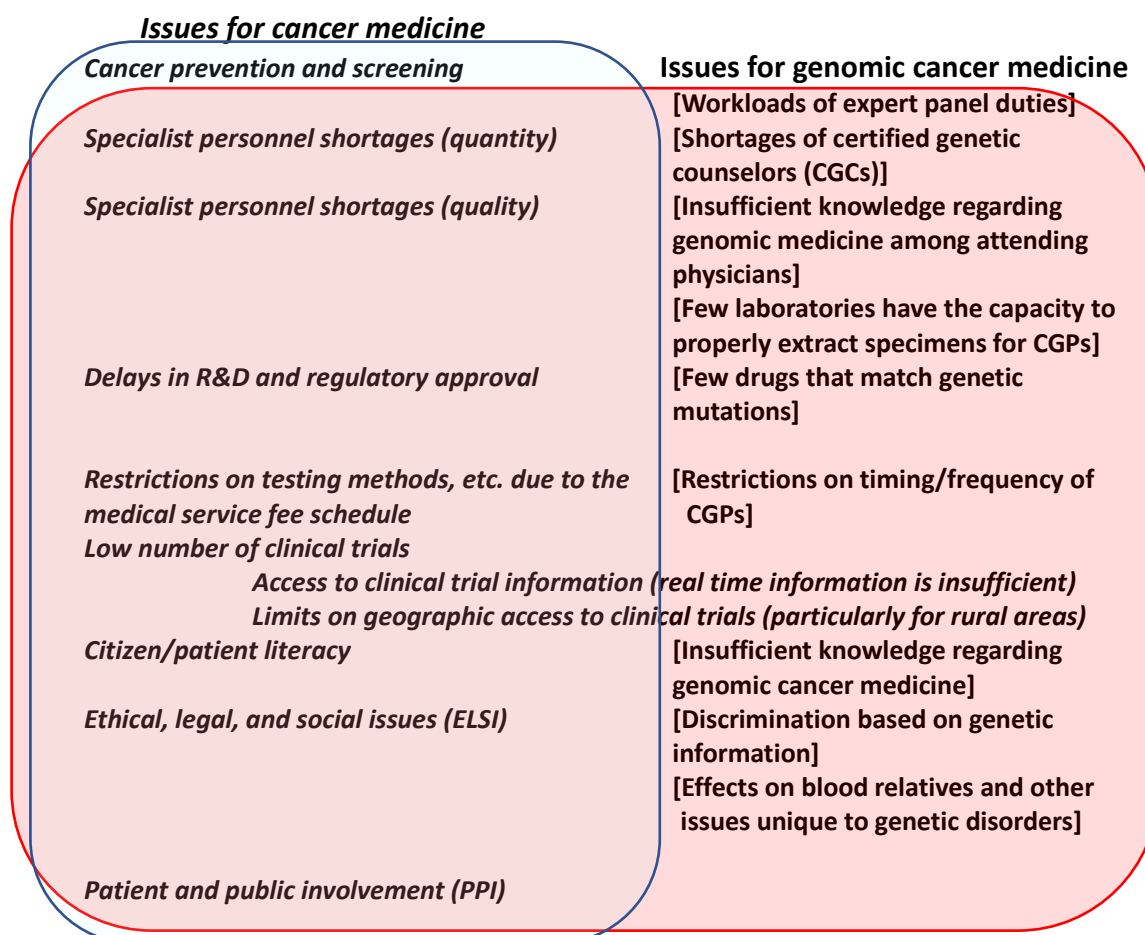 Issues for cancer medicine
Cancer prevention and screening
Issues for genomic cancer medicine
[Workloads of expert panel duties]
Specialist personnel shortages (quantity)
[Shortages of certified genetic
counselors (CGCs)]
Specialist personnel shortages (quality)
[Insufficient knowledge regarding
genomic medicine among attending
physicians]
[Few laboratories have the capacity to
properly extract specimens for CGPs]
Delays in R&D and regulatory approval
[Few drugs that match genetic
mutations]
Restrictions on testing methods, etc. due to the
medical service fee schedule
[Restrictions on timing/frequency of
CGPs]
Low number of clinical trials
Access to clinical trial information (real time information is insufficient)
Limits on geographic access to clinical trials (particularly for rural areas)
Citizen/patient literacy
[Insufficient knowledge regarding
genomic cancer medicine]
Ethical, legal, and social issues (ELSI)
[Discrimination based on genetic
information]
[Effects on blood relatives and other
issues unique to genetic disorders]
Patient and public involvement (PPI)